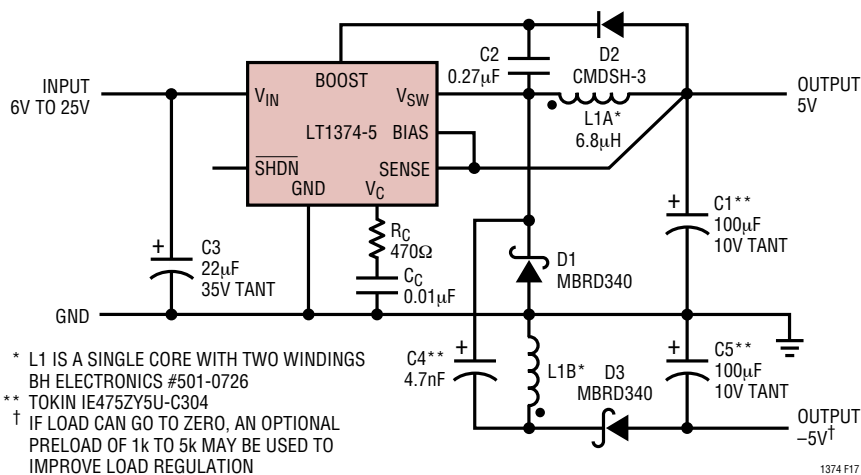 INPUT
6V TO 25V
BOOST
V_IN
V_SW
LT1374-5
BIAS
SHDN
SENSE
GND
V_C
C2
0.27µF
D2
CMDSH-3
L1A*
6.8µH
OUTPUT
5V
C3
22µF
35V TANT
+
R_C
470Ω
C_C
0.01µF
D1
MBRD340
+
C1**
100µF
10V TANT
GND
+
C4**
4.7nF
L1B*
D3
MBRD340
+
C5**
100µF
10V TANT
OUTPUT
–5V†
* L1 IS A SINGLE CORE WITH TWO WINDINGS
BH ELECTRONICS #501-0726
** TOKIN IE475ZY5U-C304
† IF LOAD CAN GO TO ZERO, AN OPTIONAL
PRELOAD OF 1k TO 5k MAY BE USED TO
IMPROVE LOAD REGULATION
1374 F17